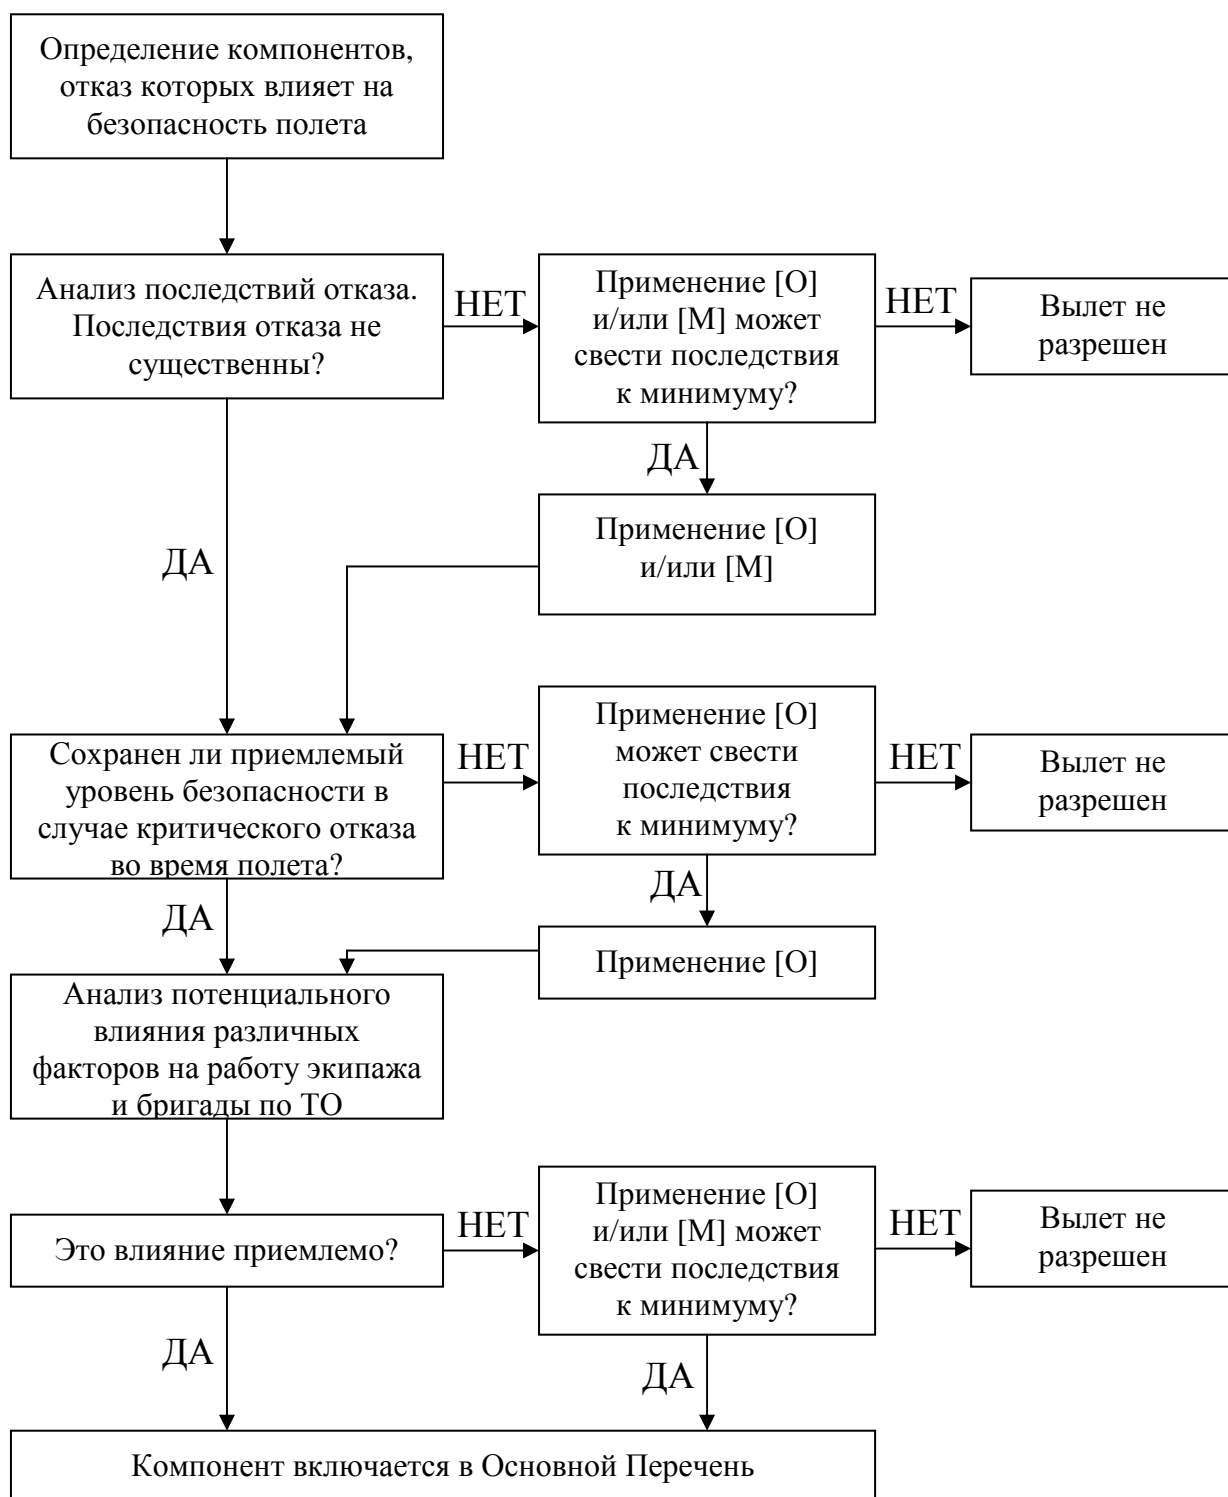 Определение компонентов,
отказ которых влияет на
безопасность полета
Анализ последствий отказа.
Последствия отказа не
существенны?
НЕТ
Применение [О]
и/или [М] может
свести последствия
к минимуму?
НЕТ
Вылет не
разрешен
ДА
Применение [О]
и/или [М]
ДА
Сохранен ли приемлемый
уровень безопасности в
случае критического отказа
во время полета?
НЕТ
Применение [О]
может свести
последствия
к минимуму?
НЕТ
Вылет не
разрешен
ДА
ДА
Применение [О]
Анализ потенциального
влияния различных
факторов на работу экипажа
и бригады по ТО
Это влияние приемлемо?
НЕТ
Применение [О]
и/или [М] может
свести последствия
к минимуму?
НЕТ
Вылет не
разрешен
ДА
ДА
Компонент включается в Основной Перечень